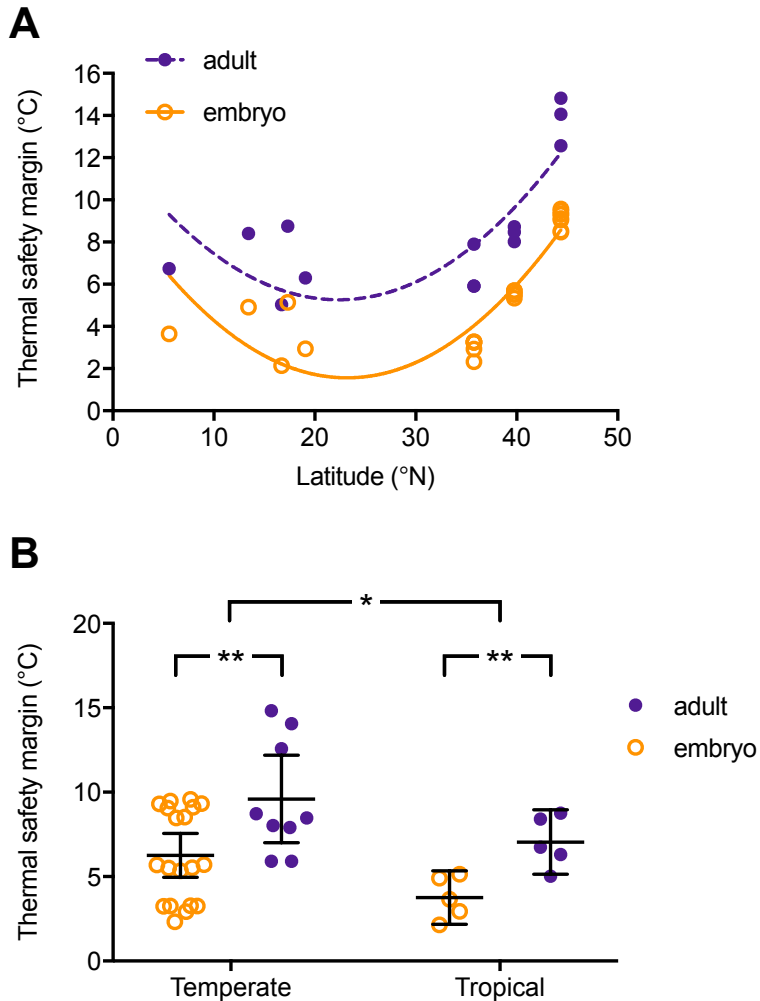 A
adult
embryo
Thermal safety margin (°C)
16
14
12
10
8
6
4
2
0
0 10 20 30 40 50
Latitude (°N)
B
Thermal safety margin (°C)
20
15
10
5
0
*
** **
adult
embryo
Temperate Tropical